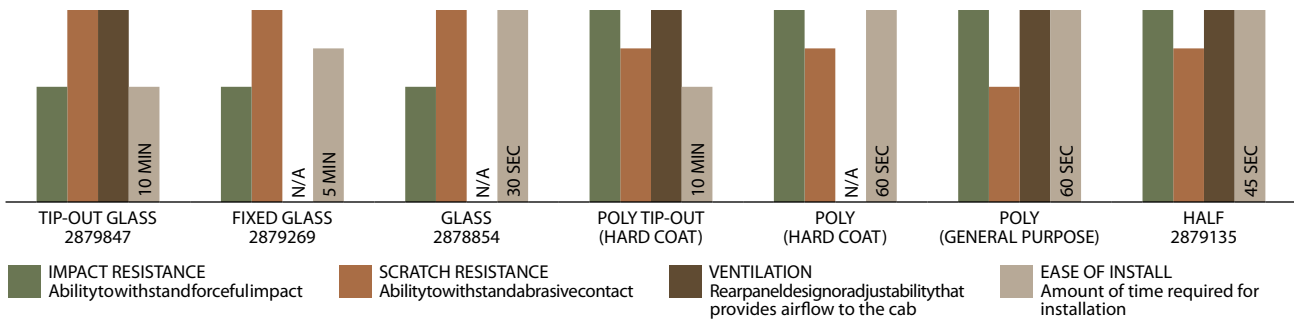 10 MIN
N/A
5 MIN
N/A
30 SEC
10 MIN
N/A
60 SEC
60 SEC
45 SEC
TIP-OUT GLASS
2879847
FIXED GLASS
2879269
GLASS
2878854
POLY TIP-OUT
(HARD COAT)
POLY
(HARD COAT)
POLY
(GENERAL PURPOSE)
HALF
2879135
IMPACT RESISTANCE
Abilitytowithstandforcefulimpact
SCRATCH RESISTANCE
Abilitytowithstandabrasivecontact
VENTILATION
Rearpaneldesignoradjustabilitythat
provides airflow to the cab
EASE OF INSTALL
Amount of time required for
installation